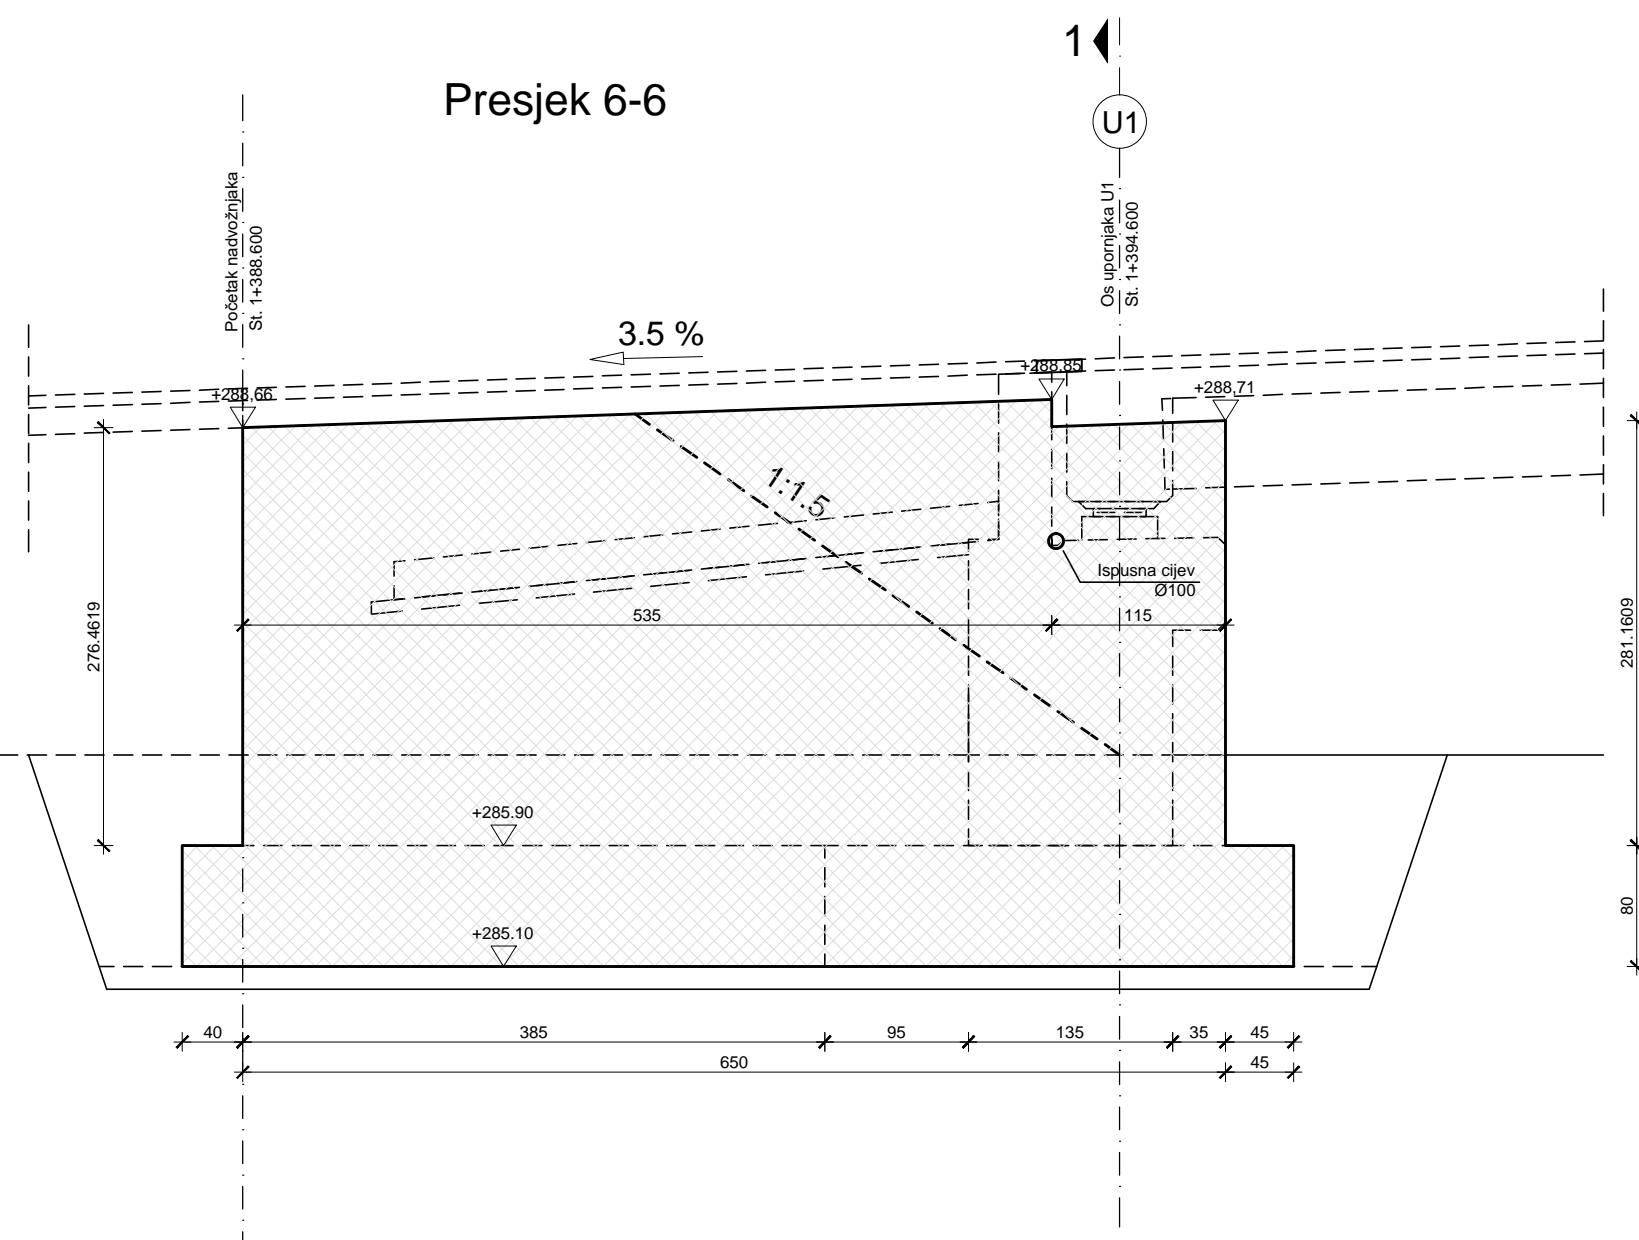 1
Presjek 6-6
U1
Početak nadvožnjaka
St. 1+388.600
Os upornjaka U1
St. 1+394.600
3.5 %
+288.66
+288.85
+288.71
1:1.5
Ispusna cijev
Ø100
535
115
276.4619
281.1609
+285.90
80
+285.10
40
385
95
135
35
45
650
45